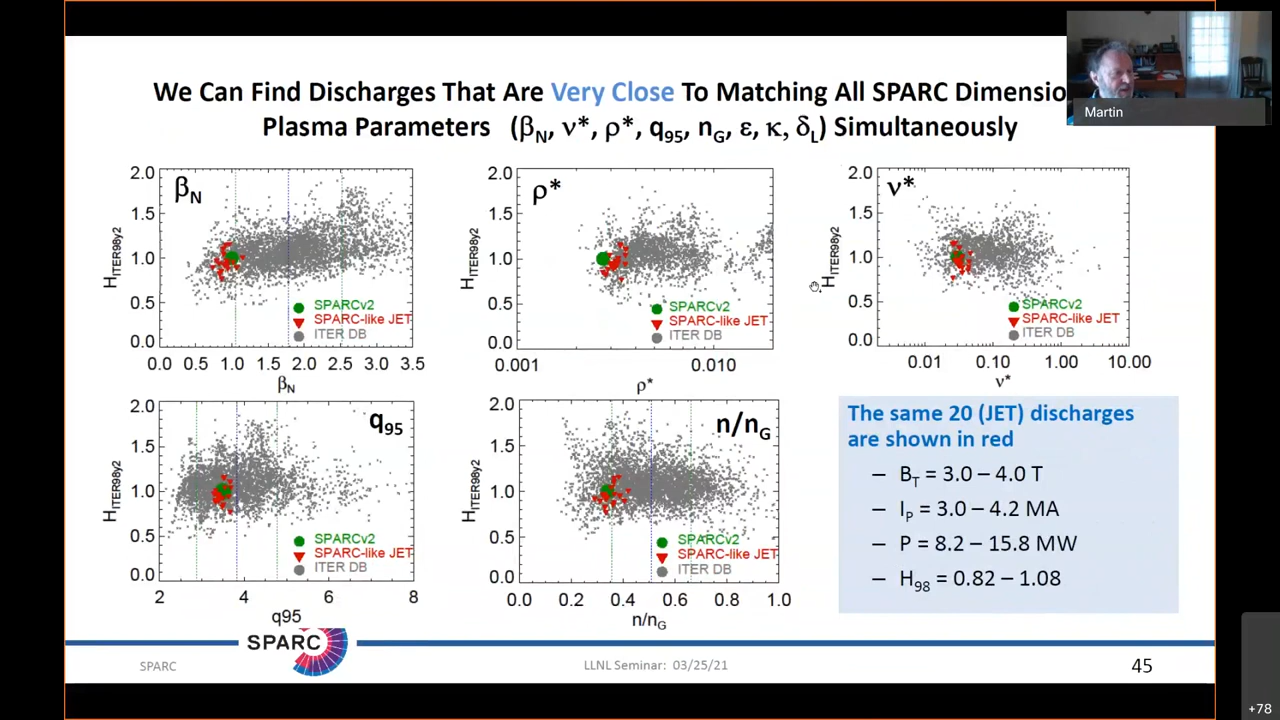 We Can Find Discharges That Are Very Close To Matching All SPARC Dimensio
Plasma Parameters (βN, ν*, ρ*, q95, nG, ε, κ, δL) Simultaneously
Martin
2.0
1.5
1.0
0.5
0.0
HITER98y2
βN
SPARCv2
SPARC-like JET
ITER DB
0.0 0.5 1.0 1.5 2.0 2.5 3.0 3.5
βN
2.0
1.5
1.0
0.5
0.0
HITER98y2
ρ*
SPARCv2
SPARC-like JET
ITER DB
0.001 0.010
ρ*
2.0
1.5
1.0
0.5
0.0
HITER98y2
ν*
SPARCv2
SPARC-like JET
ITER DB
0.01 0.10 1.00 10.00
ν*
2.0
1.5
1.0
0.5
0.0
HITER98y2
q95
SPARCv2
SPARC-like JET
ITER DB
2 4 6 8
q95
2.0
1.5
1.0
0.5
0.0
HITER98y2
n/nG
SPARCv2
SPARC-like JET
ITER DB
0.0 0.2 0.4 0.6 0.8 1.0
n/nG
The same 20 (JET) discharges
are shown in red
– BT = 3.0 – 4.0 T
– IP = 3.0 – 4.2 MA
– P = 8.2 – 15.8 MW
– H98 = 0.82 – 1.08
SPARC
SPARC
LLNL Seminar: 03/25/21
45
+78